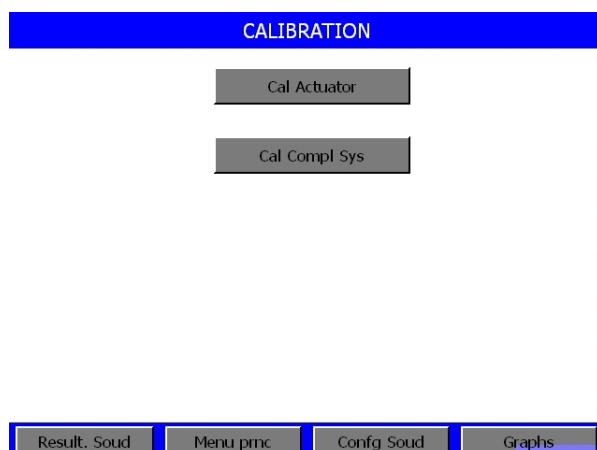 CALIBRATION
Cal Actuator
Cal Compl Sys
Result. Soud Menu prnc Confg Soud Graphs